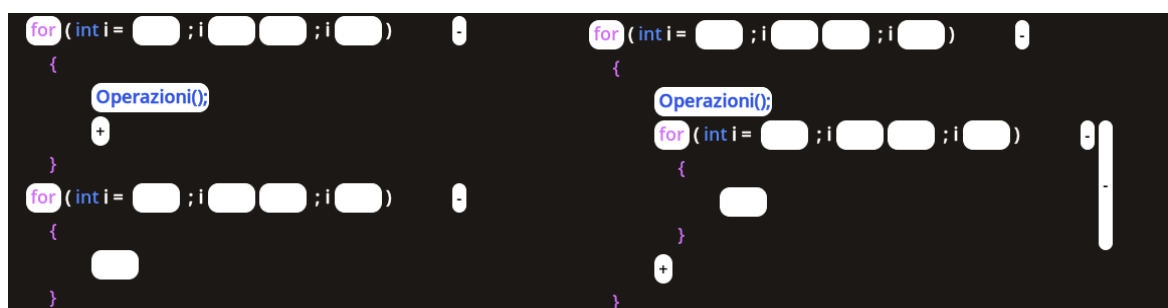 for ( int i = ; i ; i ) -
{
Operazioni();
+
}
for ( int i = ; i ; i ) -
{
}
for ( int i = ; i ; i ) -
{
Operazioni();
for ( int i = ; i ; i ) - -
{
}
+
}